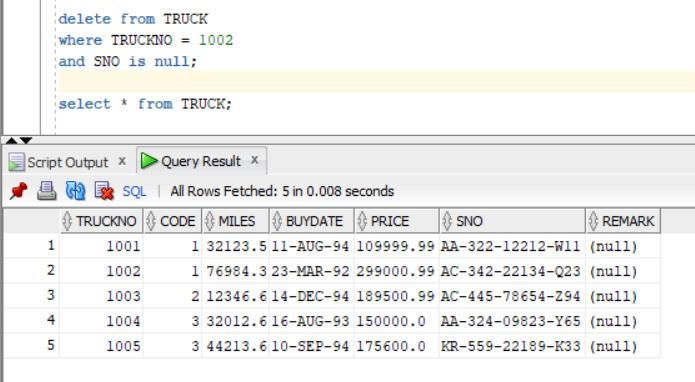 delete from TRUCK
where TRUCKNO = 1002
and SNO is null;
select * from TRUCK;
Script Output x Query Result x
SQL | All Rows Fetched: 5 in 0.008 seconds
TRUCKNO CODE MILES BUYDATE PRICE SNO REMARK
1 1001 1 32123.5 11-AUG-94 109999.99 AA-322-12212-W11 (null)
2 1002 1 76984.3 23-MAR-92 299000.99 AC-342-22134-Q23 (null)
3 1003 2 12346.6 14-DEC-94 189500.99 AC-445-78654-Z94 (null)
4 1004 3 32012.6 16-AUG-93 150000.0 AA-324-09823-Y65 (null)
5 1005 3 44213.6 10-SEP-94 175600.0 KR-559-22189-K33 (null)